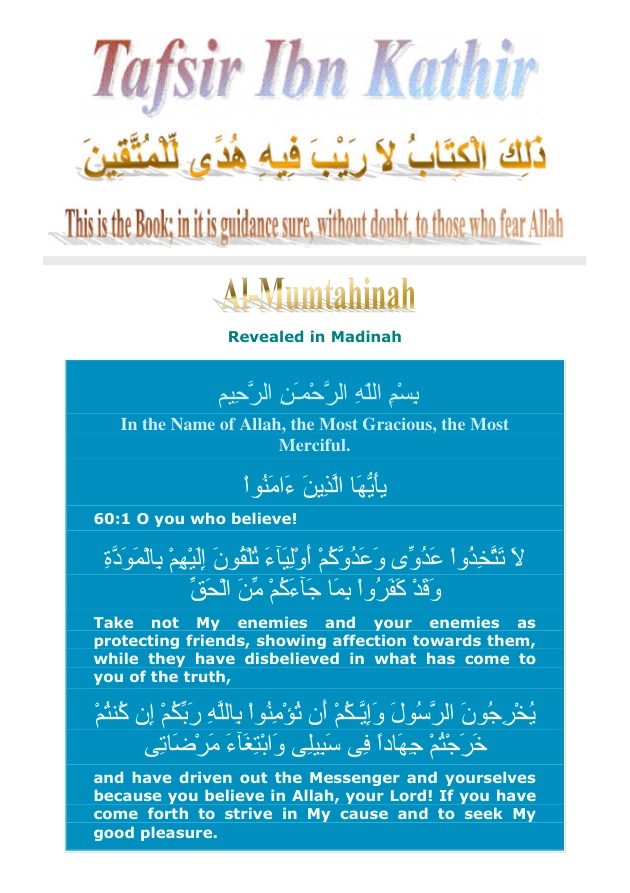 Tafsir Ibn Kathir
ذَلِكَ الْكِتَابُ لاَ رَيْبَ فِيهِ هُدًى لِّلْمُتَّقِينَ
This is the Book; in it is guidance sure, without doubt, to those who fear Allah
Al-Mumtahinah
Revealed in Madinah
بِسْمِ اللَّهِ الرَّحْمَـنِ الرَّحِيمِ
In the Name of Allah, the Most Gracious, the Most
Merciful.
يأَيُّهَا الَّذِينَ ءَامَنُواْ
60:1 O you who believe!
لاَ تَتَّخِذُواْ عَدُوِّى وَعَدُوَّكُمْ أَوْلِيَآءَ تُلْقُونَ إِلَيْهِمْ بِالْمَوَدَّةِ
وَقَدْ كَفَرُواْ بِمَا جَآءَكُمْ مِّنَ الْحَقِّ
Take not My enemies and your enemies as
protecting friends, showing affection towards them,
while they have disbelieved in what has come to
you of the truth,
يُخْرِجُونَ الرَّسُولَ وَإِيَّـكُمْ أَن تُؤْمِنُواْ بِاللَّهِ رَبِّكُمْ إِن كُنتُمْ
خَرَجْتُمْ جِهَاداً فِى سَبِيلِى وَابْتِغَآءَ مَرْضَاتِى
and have driven out the Messenger and yourselves
because you believe in Allah, your Lord! If you have
come forth to strive in My cause and to seek My
good pleasure.